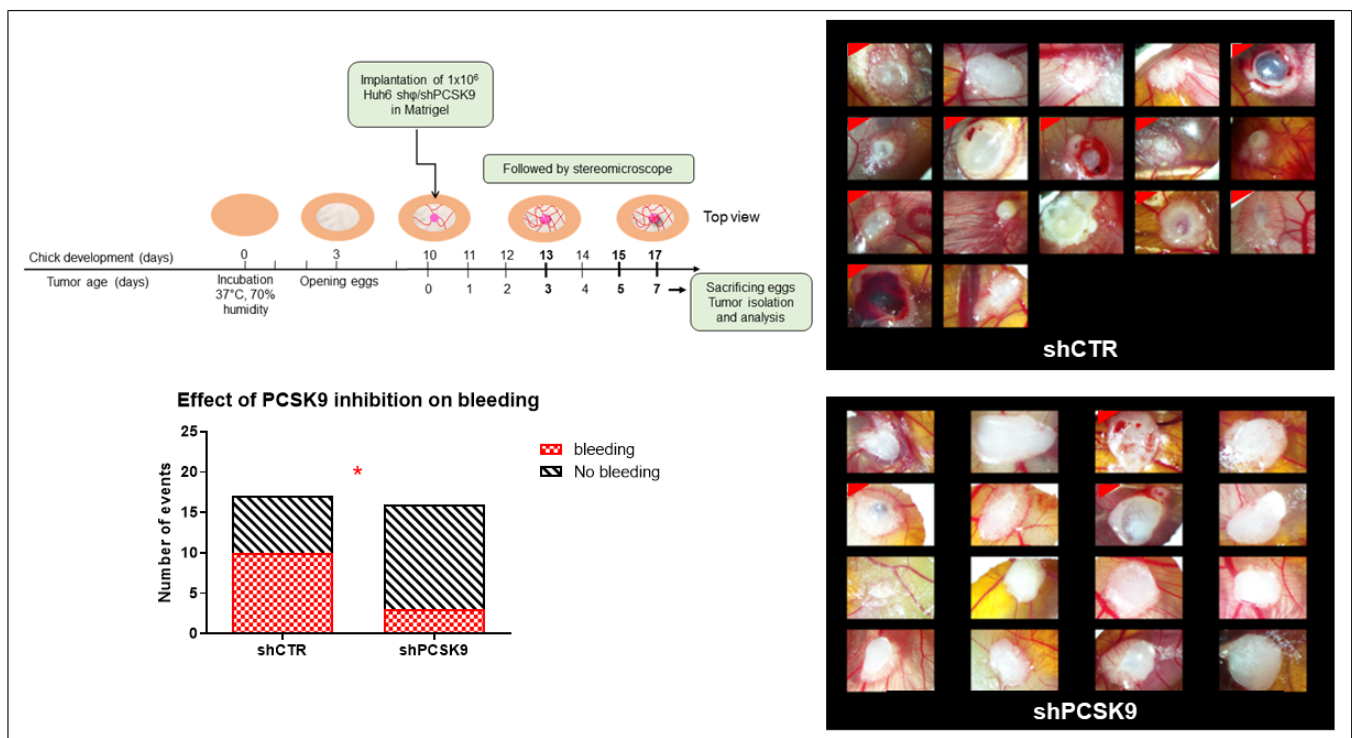 Implantation of 1x10⁶
Huh6 shφ/shPCSK9
in Matrigel
Followed by stereomicroscope
Top view
Chick development (days)
0 3 10 11 12 13 14 15 17
Tumor age (days)
Incubation
37°C, 70%
humidity
Opening eggs
0 1 2 3 4 5 7
Sacrificing eggs
Tumor isolation
and analysis
Effect of PCSK9 inhibition on bleeding
Number of events
25
20
15
10
5
0
*
bleeding
No bleeding
shCTR
shPCSK9
shCTR
shPCSK9